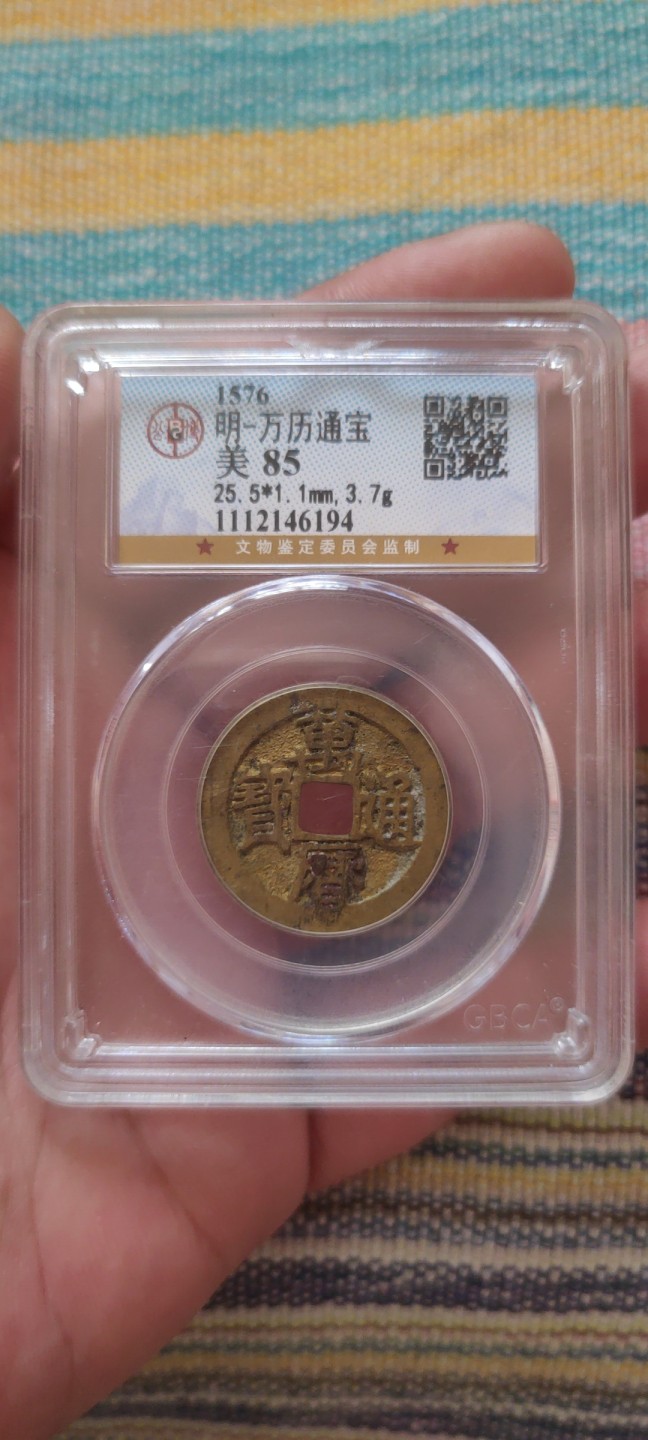 1576
明-万历通宝
美 85
25.5*1.1mm,3.7g
1112146194
★ 文物鉴定委员会监制 ★
萬
寶 通
曆
GBCA®